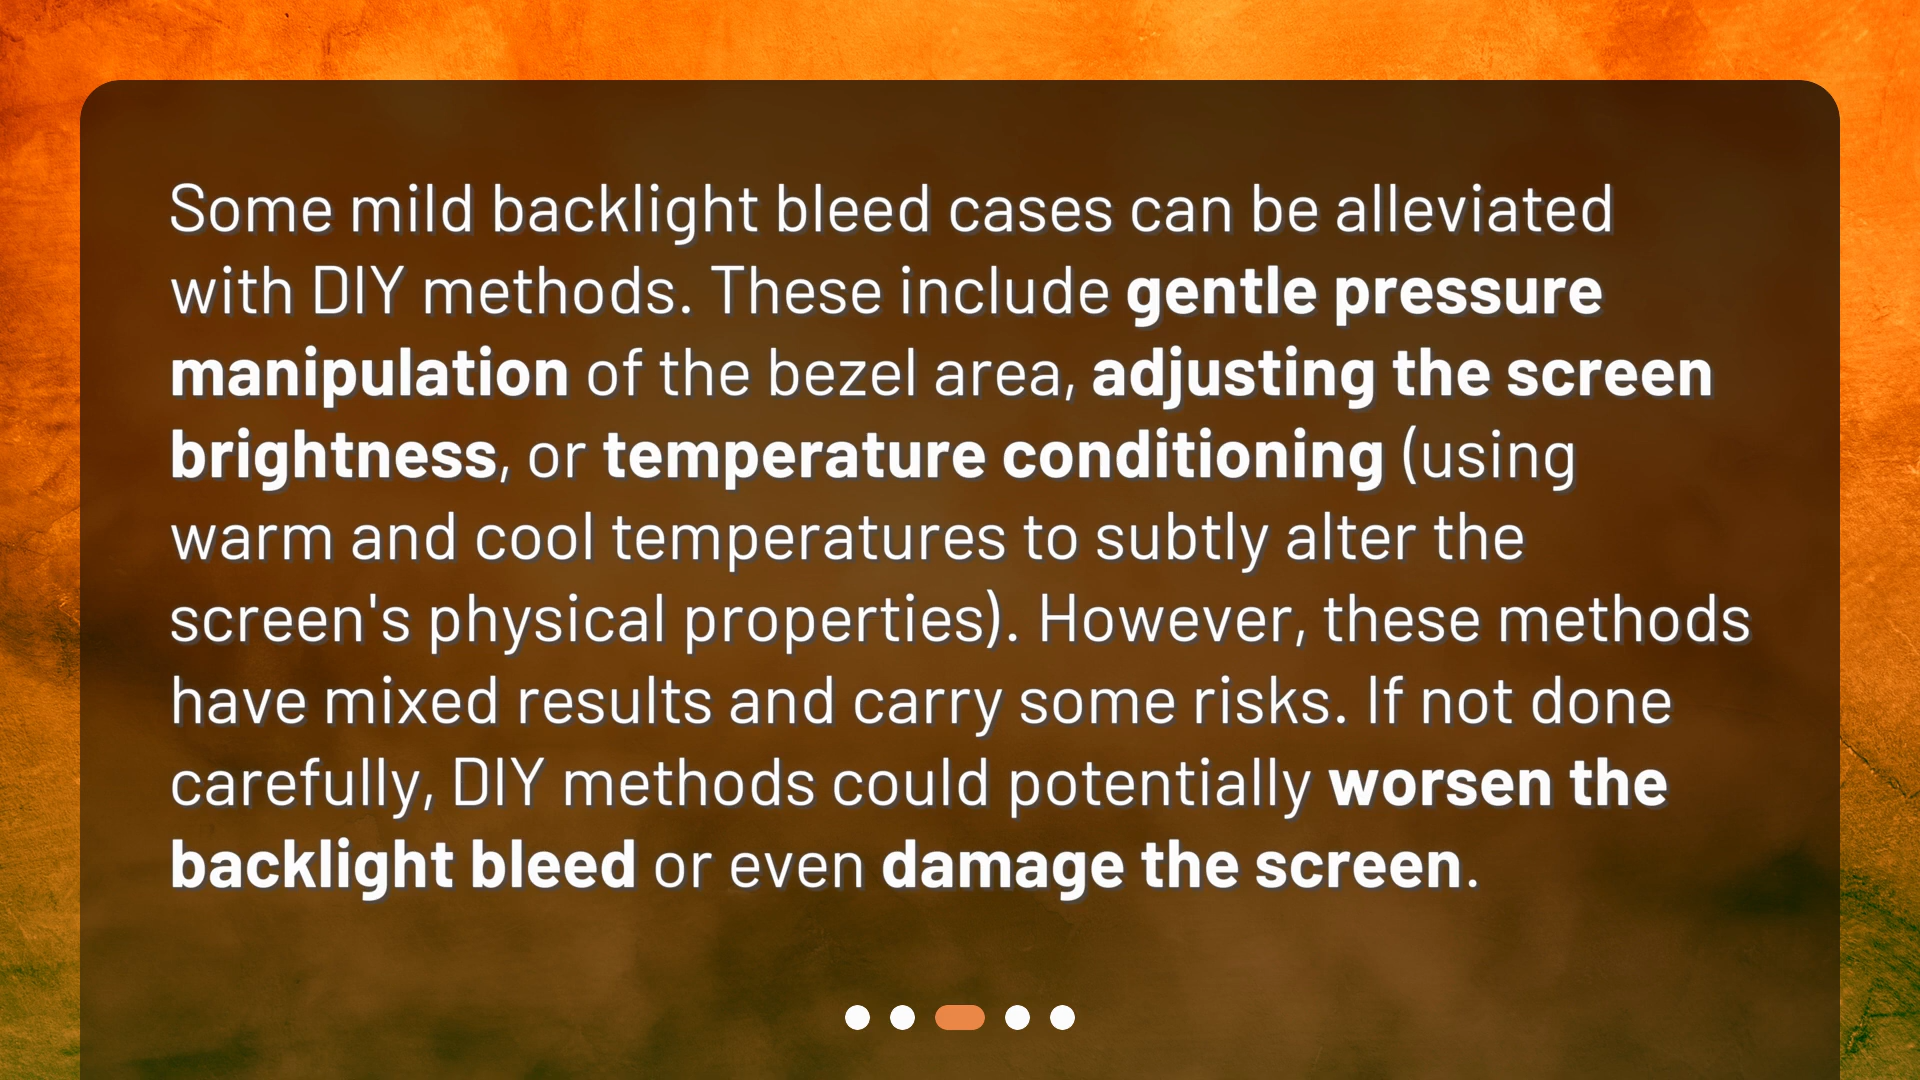 Some mild backlight bleed cases can be alleviated
with DIY methods. These include gentle pressure
manipulation of the bezel area, adjusting the screen
brightness, or temperature conditioning (using
warm and cool temperatures to subtly alter the
screen's physical properties). However, these methods
have mixed results and carry some risks. If not done
carefully, DIY methods could potentially worsen the
backlight bleed or even damage the screen.